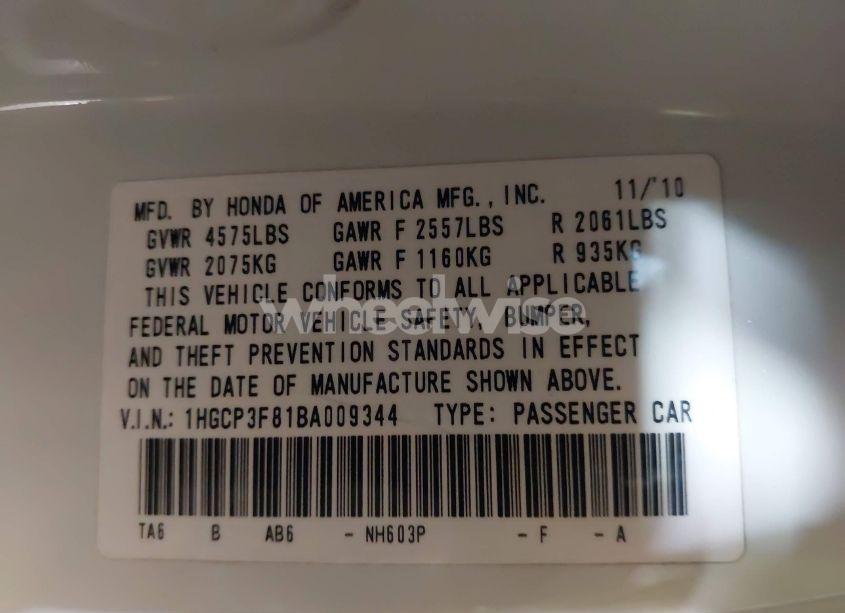 MFD. BY HONDA OF AMERICA MFG., INC. 11/'10
GVWR 4575LBS GAWR F 2557LBS R 2061LBS
GVWR 2075KG GAWR F 1160KG R 935KG
THIS VEHICLE CONFORMS TO ALL APPLICABLE
FEDERAL MOTOR VEHICLE SAFETY, BUMPER,
AND THEFT PREVENTION STANDARDS IN EFFECT
ON THE DATE OF MANUFACTURE SHOWN ABOVE.
V.I.N.: 1HGCP3F81BA009344 TYPE: PASSENGER CAR
TA6 B AB6 - NH603P - F - A
wheelwise